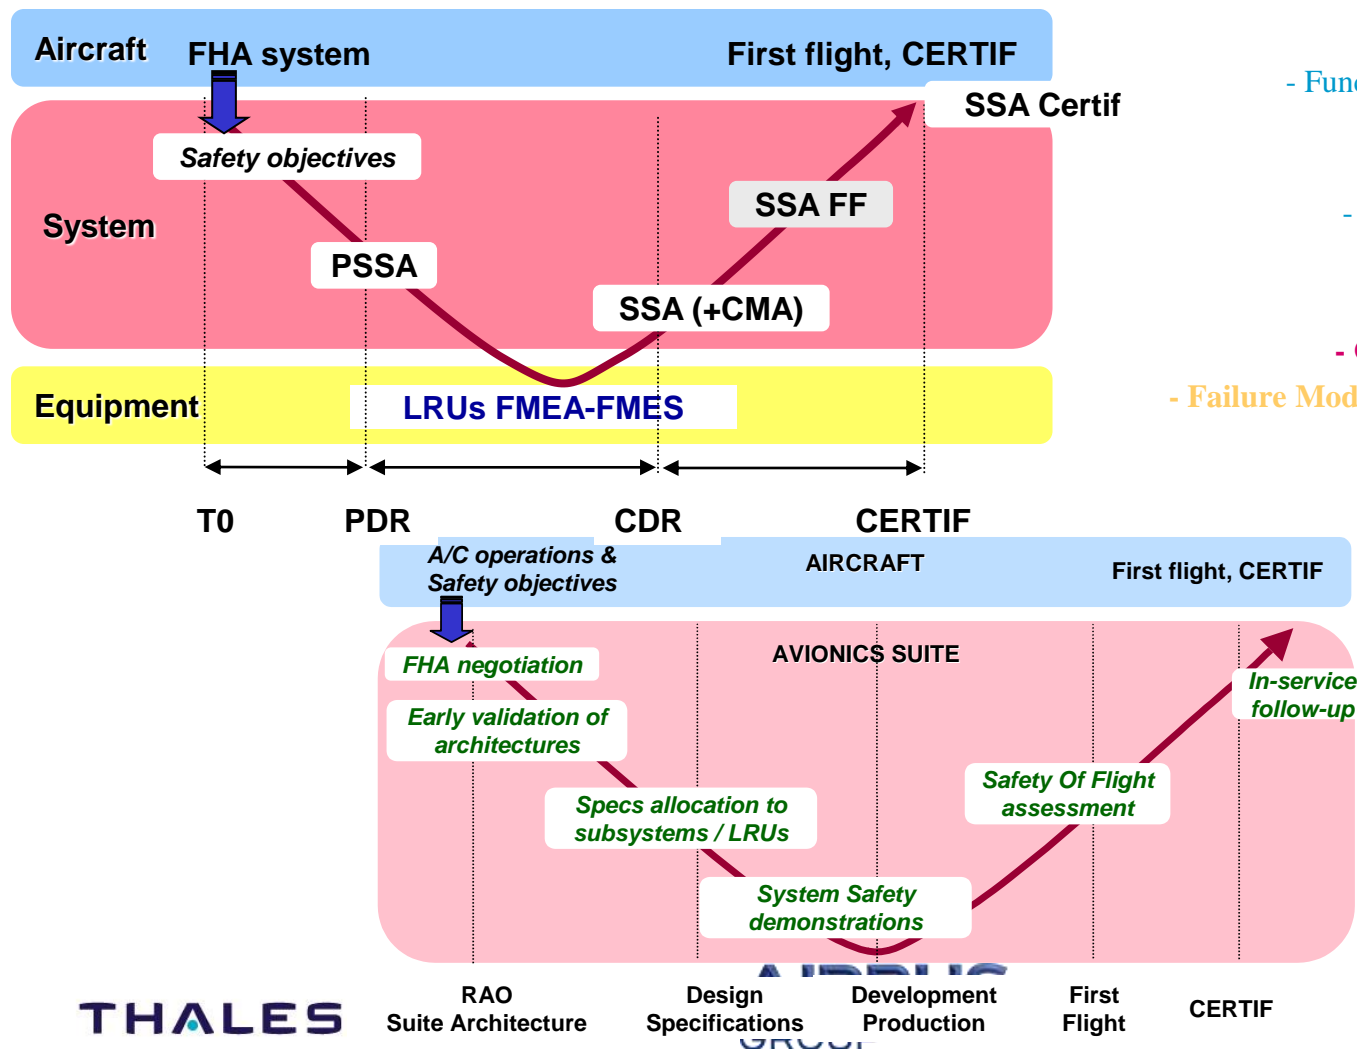 Aircraft
FHA system
First flight, CERTIF
SSA Certif
Safety objectives
SSA FF
System
PSSA
SSA (+CMA)
Equipment
LRUs FMEA-FMES
T0
PDR
CDR
CERTIF
-
-
-
- Failure
A/C operations &
Safety objectives
AIRCRAFT
First flight, CERTIF
AVIONICS SUITE
FHA negotiation
In-service
follow-up
Early validation of
architectures
Safety Of Flight
assessment
Specs allocation to
subsystems / LRUs
System Safety
demonstrations
RAO
Suite Architecture
Design
Specifications
Development
Production
First
Flight
CERTIF
THALES